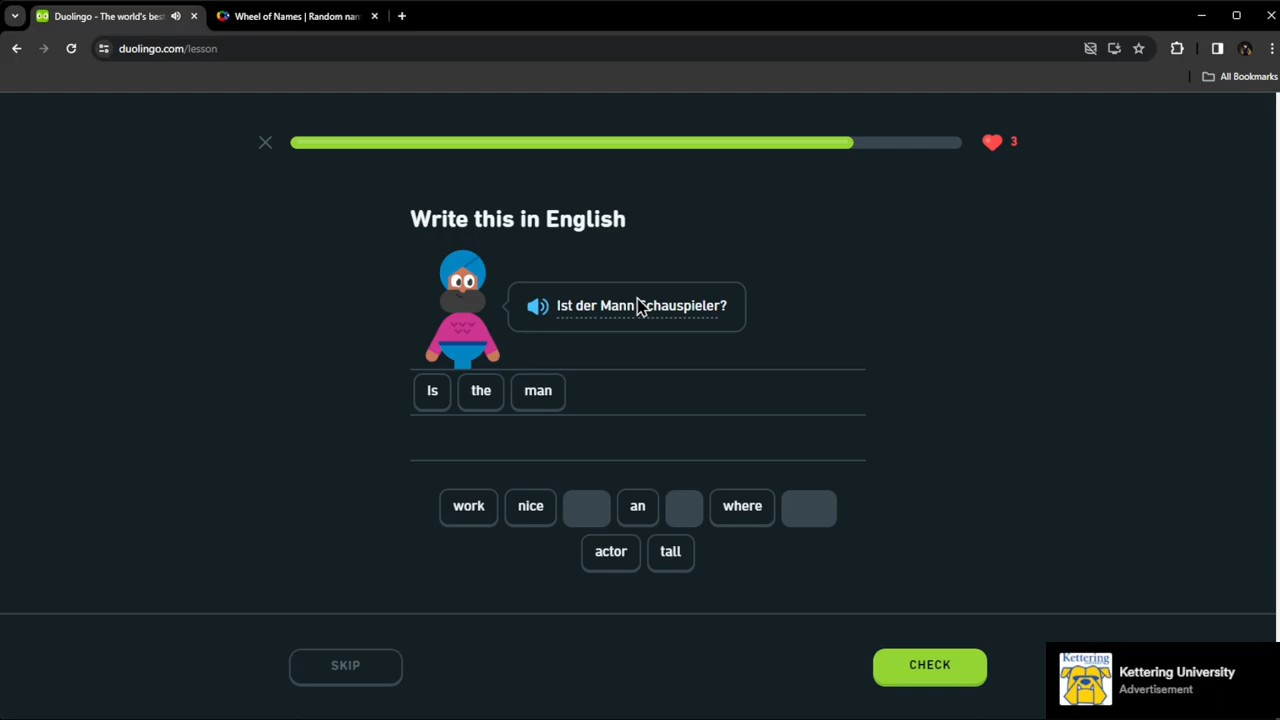 Duolingo - The world's best
Wheel of Names | Random nam
duolingo.com/lesson
All Bookmarks
3
Write this in English
Ist der Mann Schauspieler?
Is the man
work nice an where
actor tall
SKIP
CHECK
Kettering
Kettering University
Advertisement